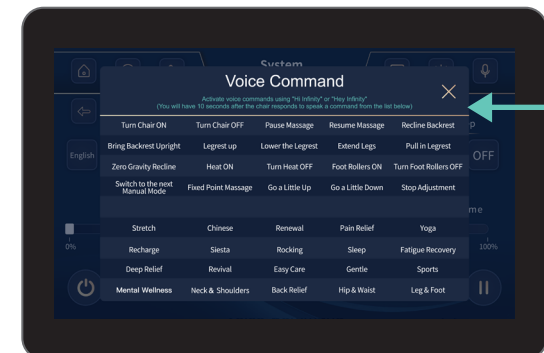 System
Voice Command
Activate voice commands using "Hi Infinity" or "Hey Infinity"
(You will have 10 seconds after the chair responds to speak a command from the list below)
Turn Chair ON Turn Chair OFF Pause Massage Resume Massage Recline Backrest
Bring Backrest Upright Legrest up Lower the Legrest Extend Legs Pull in Legrest
English OFF
Zero Gravity Recline Heat ON Turn Heat OFF Foot Rollers ON Turn Foot Rollers OFF
Switch to the next
Manual Mode Fixed Point Massage Go a Little Up Go a Little Down Stop Adjustment
Stretch Chinese Renewal Pain Relief Yoga
0% Recharge Siesta Rocking Sleep Fatigue Recovery 100%
Deep Relief Revival Easy Care Gentle Sports
Mental Wellness Neck & Shoulders Back Relief Hip & Waist Leg & Foot